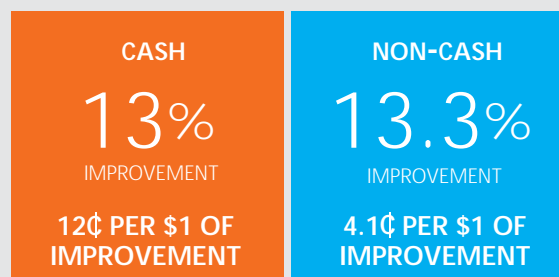 CASH
13%
IMPROVEMENT
12₵ PER $1 OF
IMPROVEMENT
NON-CASH
13.3%
IMPROVEMENT
4.1₵ PER $1 OF
IMPROVEMENT